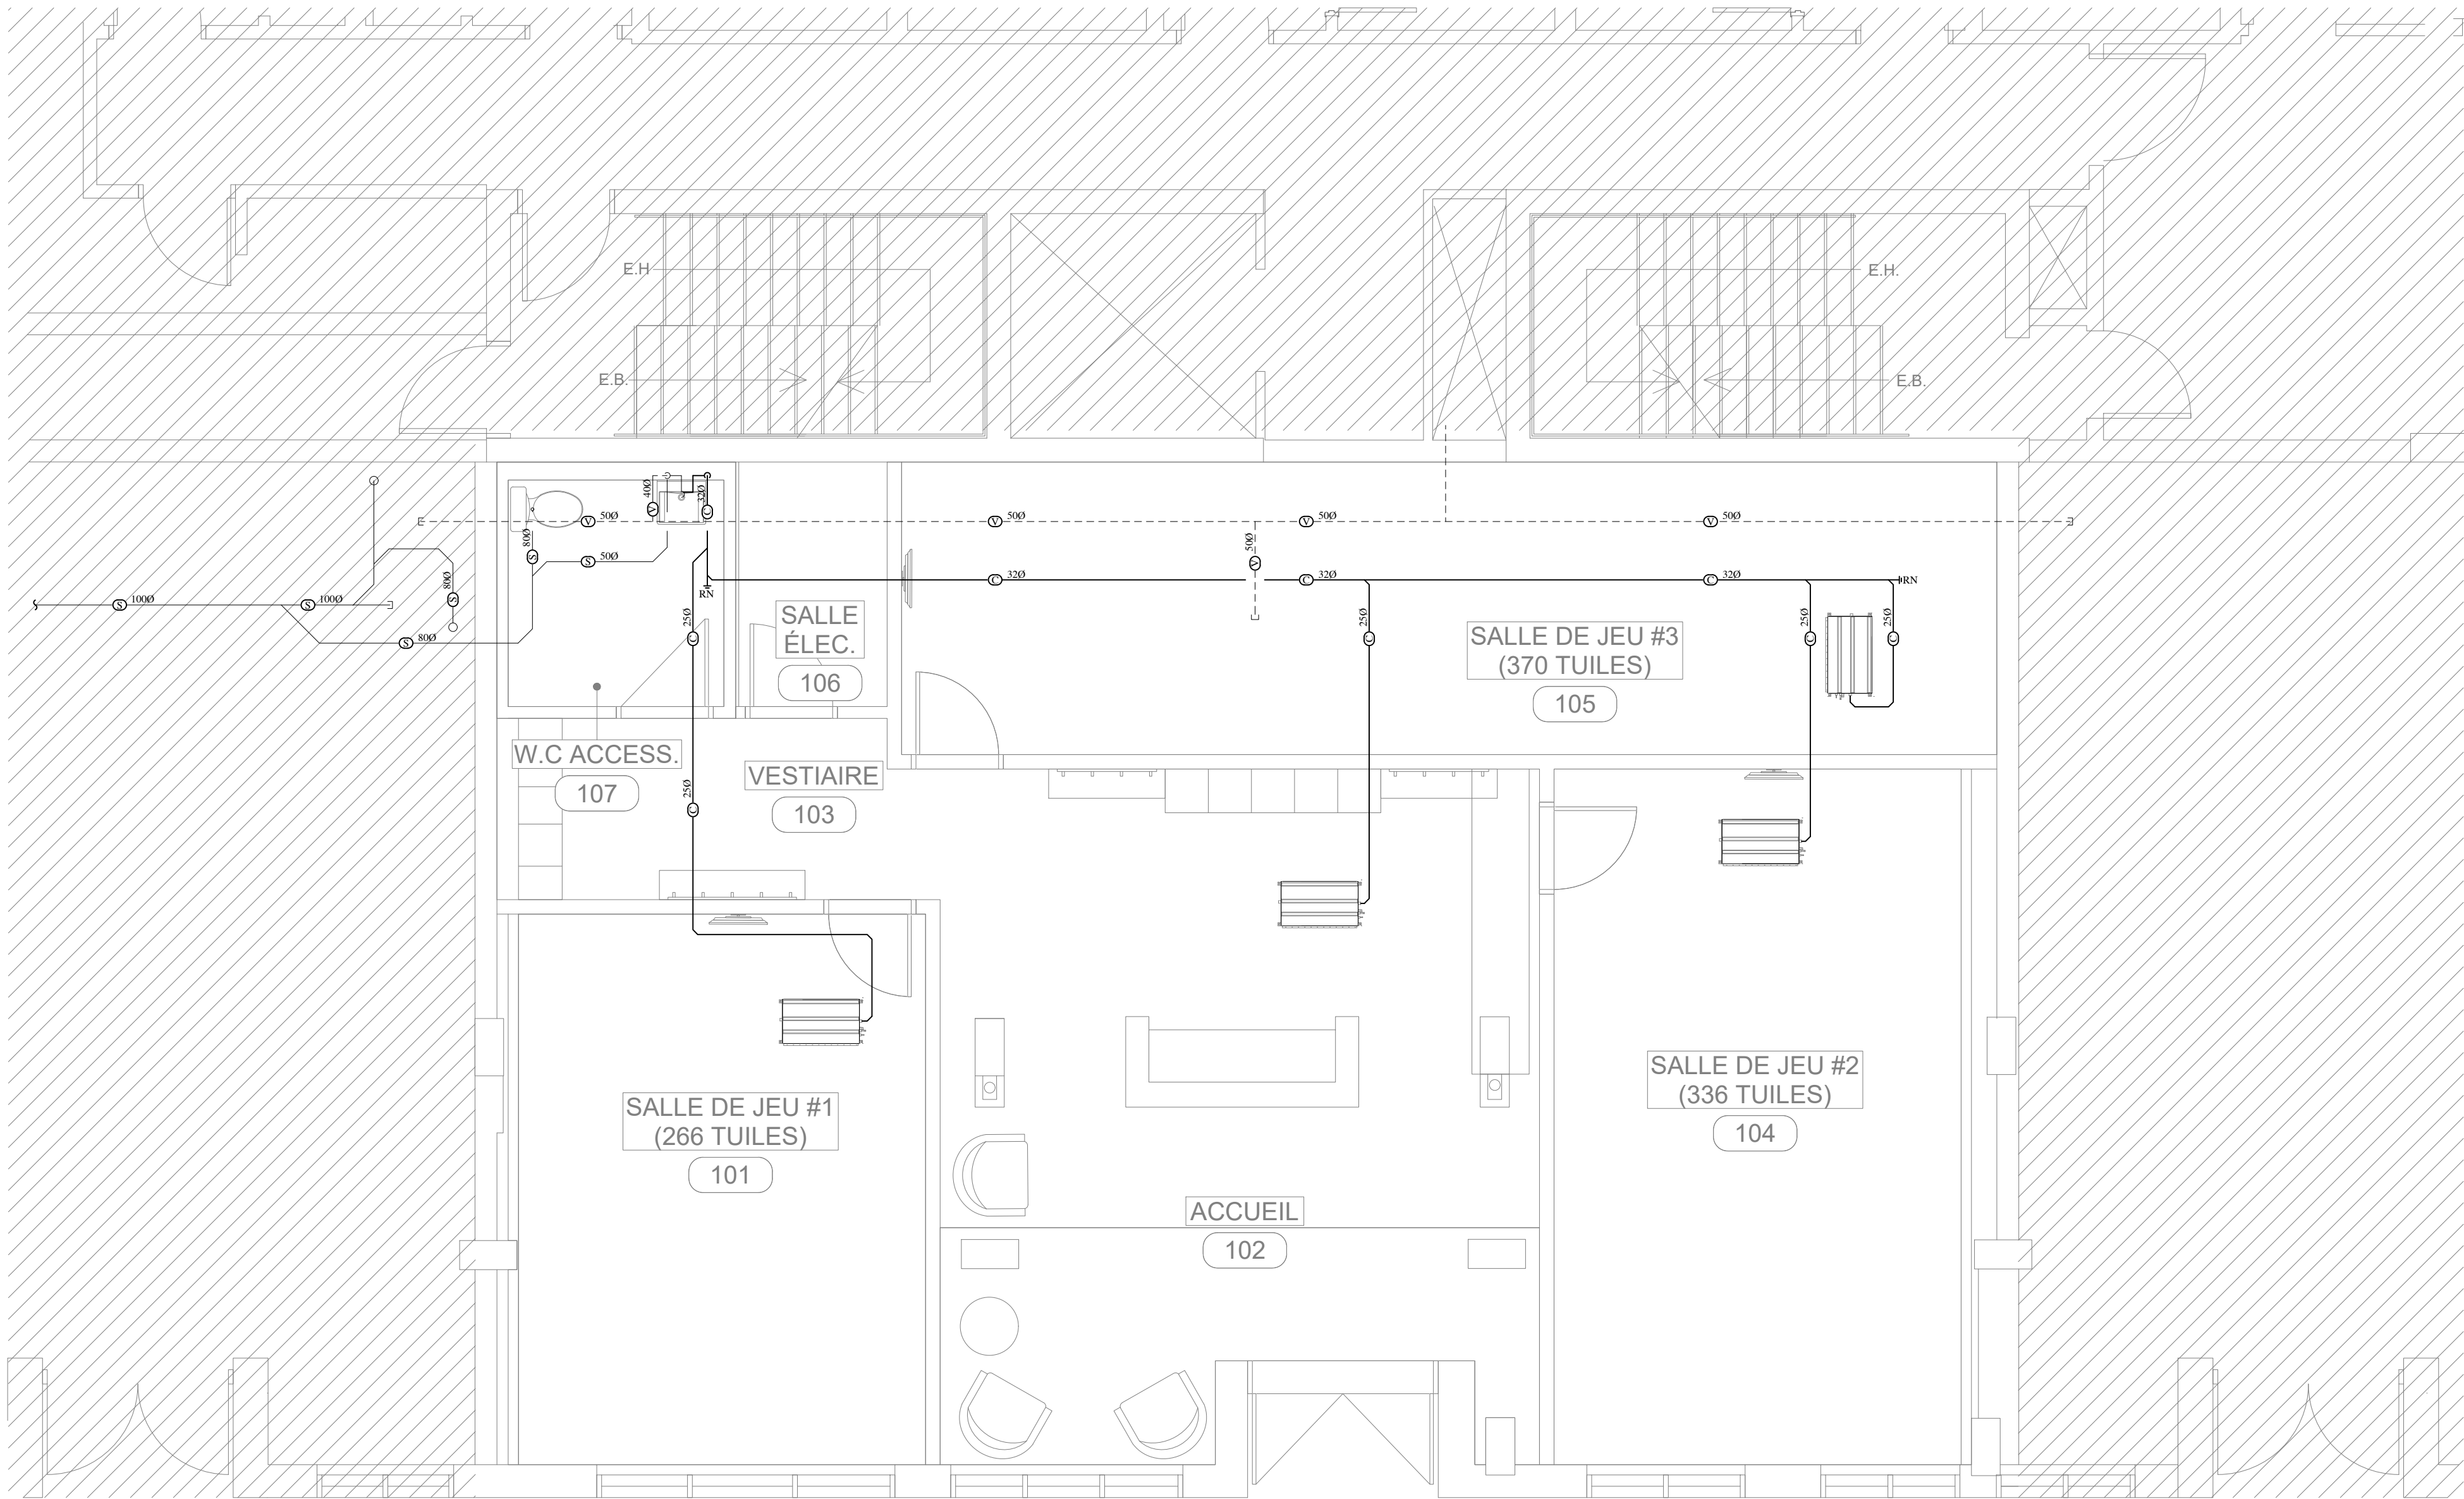 E.H
E.H.
E.B.
E.B.
40Ø
V
32Ø
C
V 50Ø
V 50Ø
V 50Ø
V 50Ø
80Ø
S
S 50Ø
50Ø
V
80Ø
S
C 32Ø
C 32Ø
C 32Ø
RN
RN
S 100Ø
S 100Ø
S 80Ø
25Ø
C
25Ø
C
25Ø
C
25Ø
C
SALLE
ÉLEC.
106
SALLE DE JEU #3
(370 TUILES)
105
W.C ACCESS.
107
VESTIAIRE
103
25Ø
C
SALLE DE JEU #1
(266 TUILES)
101
SALLE DE JEU #2
(336 TUILES)
104
ACCUEIL
102